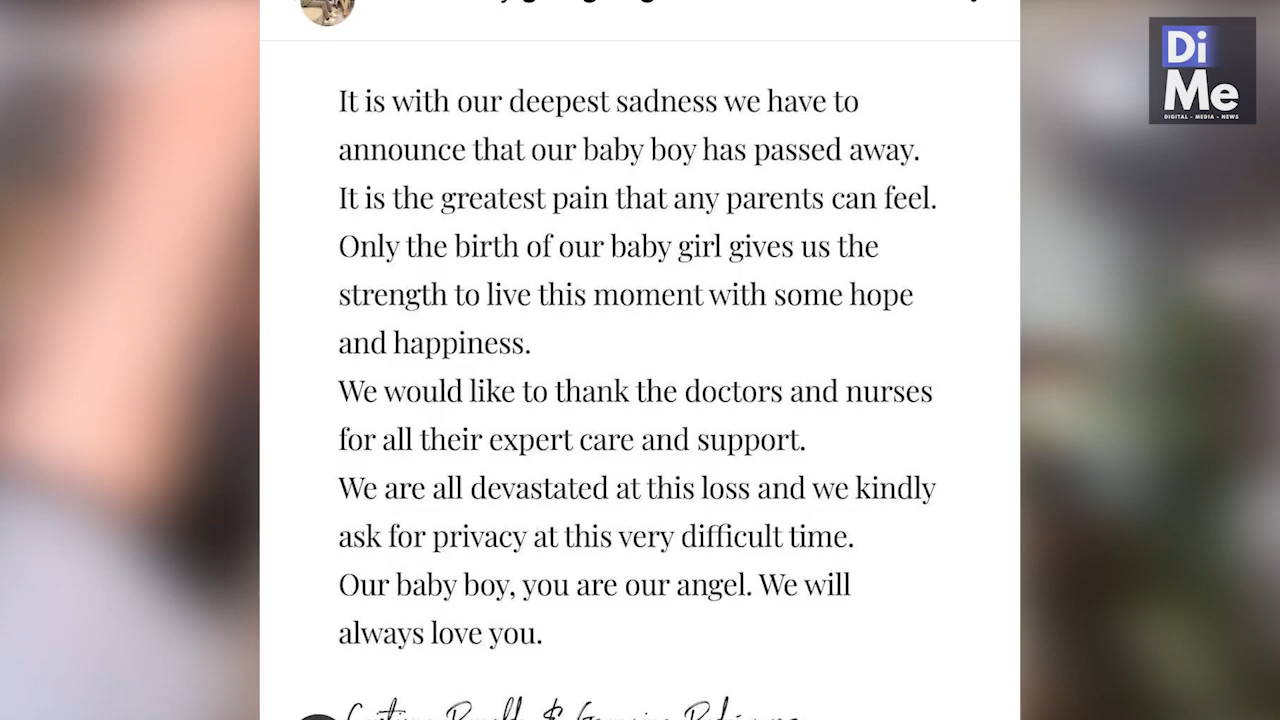 Di
Me
DIGITAL - MEDIA - NEWS
It is with our deepest sadness we have to
announce that our baby boy has passed away.
It is the greatest pain that any parents can feel.
Only the birth of our baby girl gives us the
strength to live this moment with some hope
and happiness.
We would like to thank the doctors and nurses
for all their expert care and support.
We are all devastated at this loss and we kindly
ask for privacy at this very difficult time.
Our baby boy, you are our angel. We will
always love you.